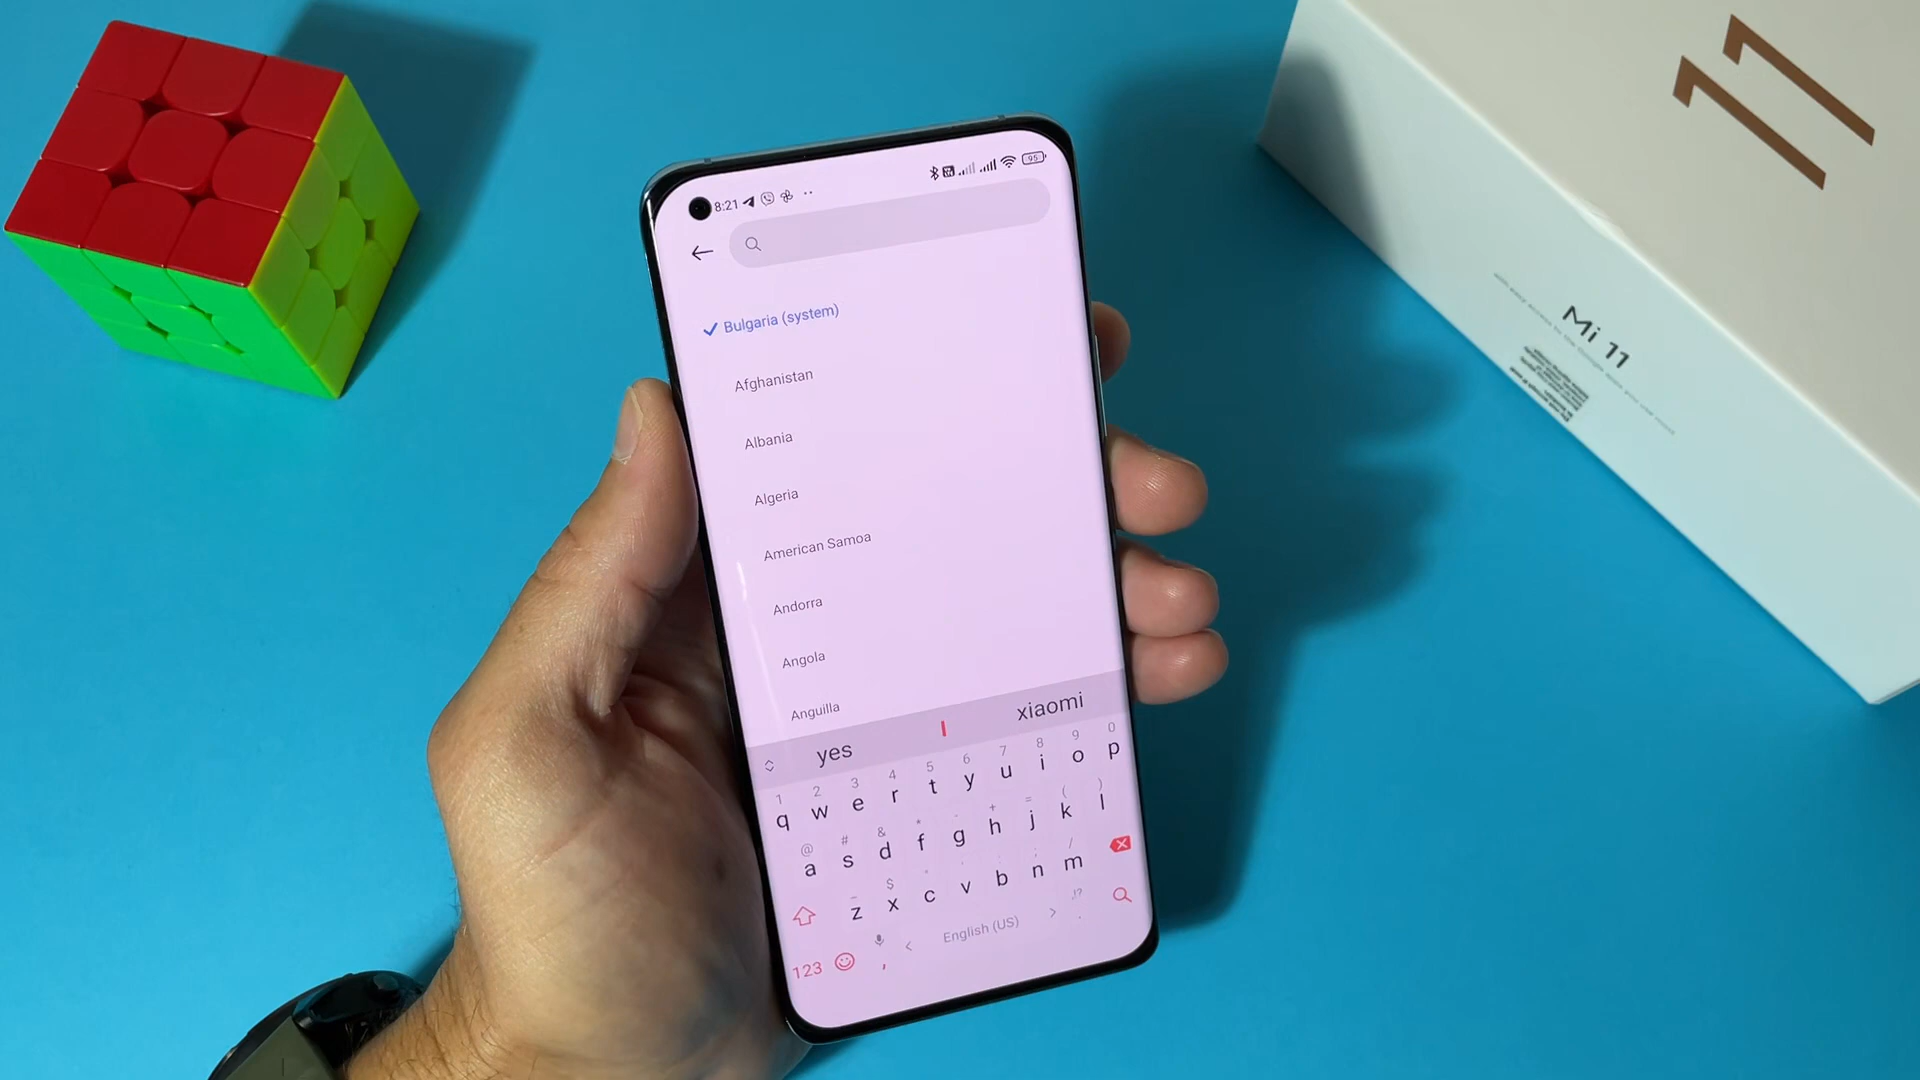 11
8:21
95
Bulgaria (system)
Afghanistan
Albania
Algeria
American Samoa
Andorra
Angola
Anguilla
yes I xiaomi
1 2 3 4 5 6 7 8 9 0
q w e r t y u i o p
@ # & * - + = ( )
a s d f g h j k l
_ $ " ' : ; /
z x c v b n m
123 , < English (US) > ,!? .
Mi 11